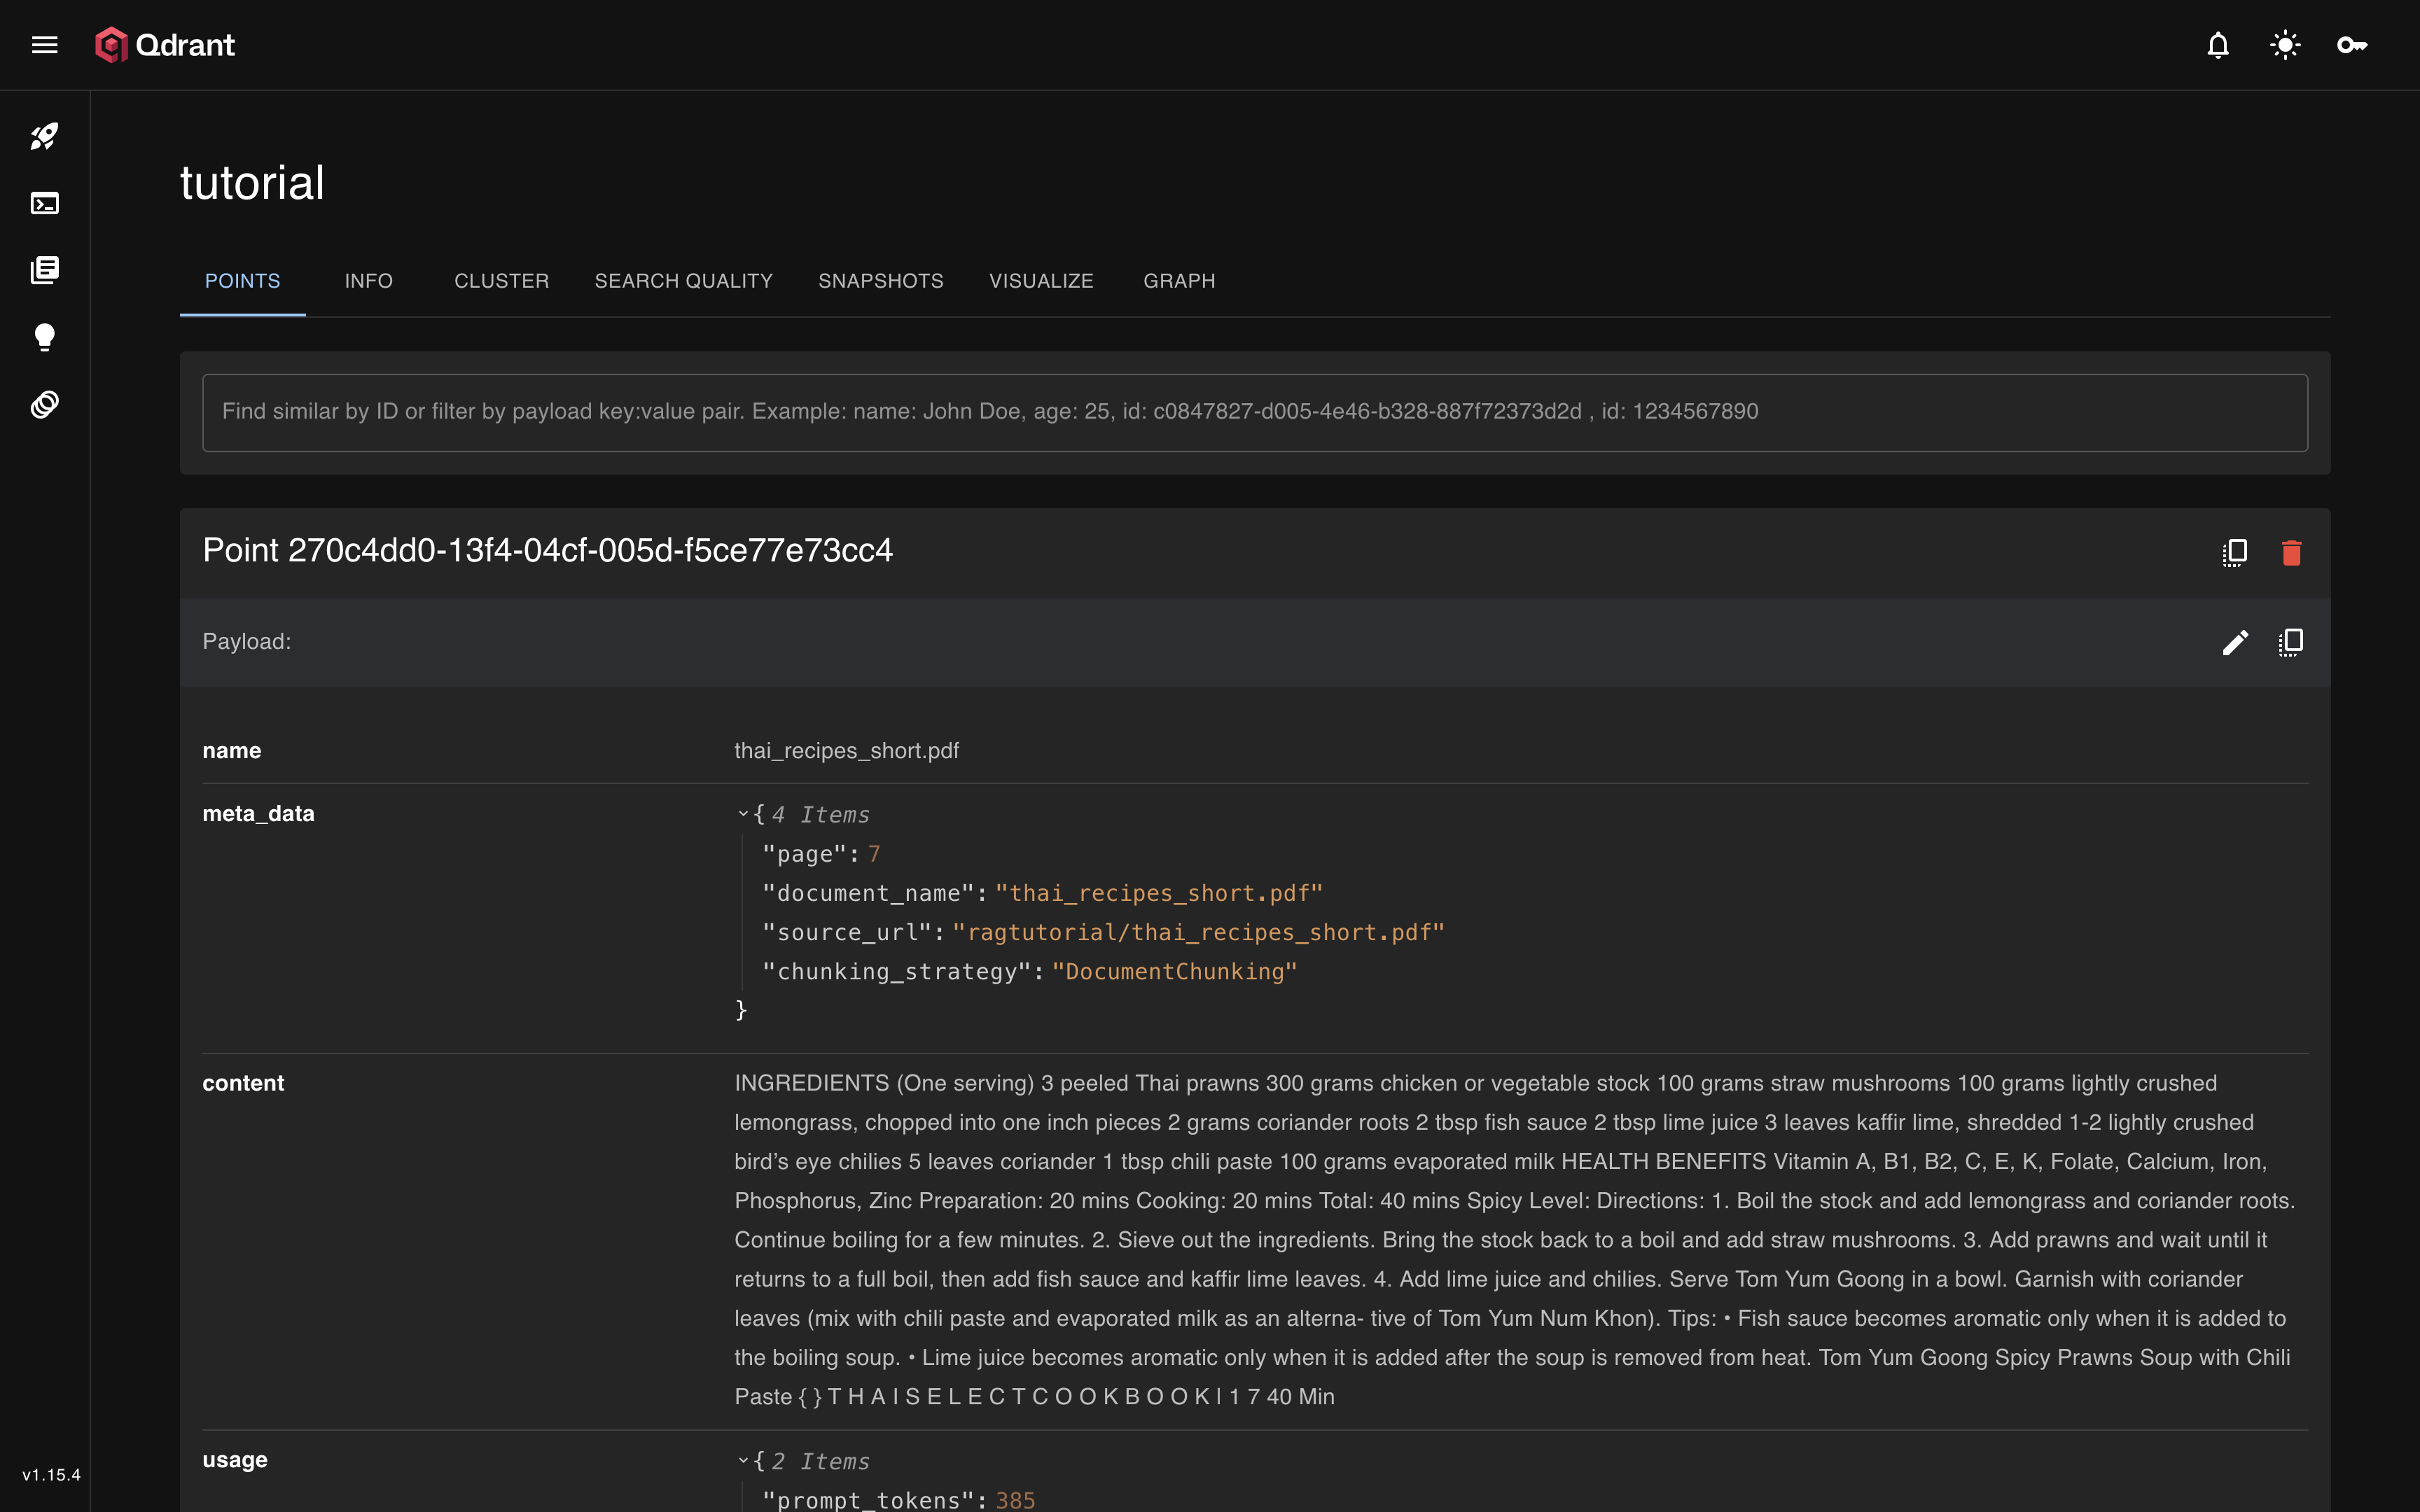 Qdrant
tutorial
POINTS INFO CLUSTER SEARCH QUALITY SNAPSHOTS VISUALIZE GRAPH
Find similar by ID or filter by payload key:value pair. Example: name: John Doe, age: 25, id: c0847827-d005-4e46-b328-887f72373d2d , id: 1234567890
Point 270c4dd0-13f4-04cf-005d-f5ce77e73cc4
Payload:
name thai_recipes_short.pdf
meta_data { 4 Items
"page": 7
"document_name": "thai_recipes_short.pdf"
"source_url": "ragtutorial/thai_recipes_short.pdf"
"chunking_strategy": "DocumentChunking"
}
content INGREDIENTS (One serving) 3 peeled Thai prawns 300 grams chicken or vegetable stock 100 grams straw mushrooms 100 grams lightly crushed
lemongrass, chopped into one inch pieces 2 grams coriander roots 2 tbsp fish sauce 2 tbsp lime juice 3 leaves kaffir lime, shredded 1-2 lightly crushed
bird’s eye chilies 5 leaves coriander 1 tbsp chili paste 100 grams evaporated milk HEALTH BENEFITS Vitamin A, B1, B2, C, E, K, Folate, Calcium, Iron,
Phosphorus, Zinc Preparation: 20 mins Cooking: 20 mins Total: 40 mins Spicy Level: Directions: 1. Boil the stock and add lemongrass and coriander roots.
Continue boiling for a few minutes. 2. Sieve out the ingredients. Bring the stock back to a boil and add straw mushrooms. 3. Add prawns and wait until it
returns to a full boil, then add fish sauce and kaffir lime leaves. 4. Add lime juice and chilies. Serve Tom Yum Goong in a bowl. Garnish with coriander
leaves (mix with chili paste and evaporated milk as an alterna- tive of Tom Yum Num Khon). Tips: • Fish sauce becomes aromatic only when it is added to
the boiling soup. • Lime juice becomes aromatic only when it is added after the soup is removed from heat. Tom Yum Goong Spicy Prawns Soup with Chili
Paste { } T H A I S E L E C T C O O K B O O K l 1 7 40 Min
usage { 2 Items
"prompt_tokens": 385
v1.15.4